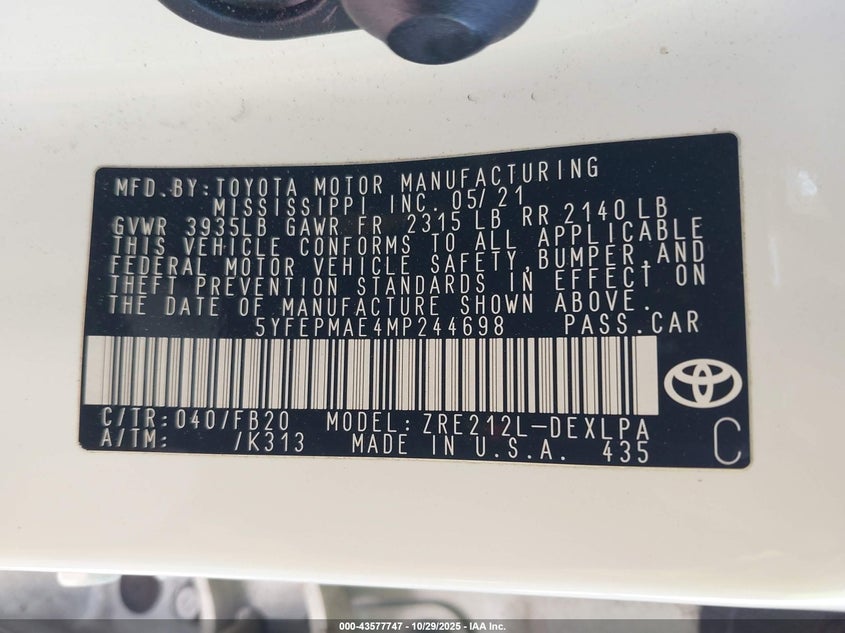 MFD.BY:TOYOTA MOTOR MANUFACTURING
MISSISSIPPI INC. 05/21
GVWR 3935LB GAWR FR 2315 LB RR 2140 LB
THIS VEHICLE CONFORMS TO ALL APPLICABLE
FEDERAL MOTOR VEHICLE SAFETY,BUMPER,AND
THEFT PREVENTION STANDARDS IN EFFECT ON
THE DATE OF MANUFACTURE SHOWN ABOVE.
5YFEPMAE4MP244698 PASS.CAR
C/TR:040/FB20 MODEL:ZRE212L-DEXLPA
A/TM: /K313 MADE IN U.S.A. 435 C
000-43577747 - 10/29/2025 - IAA Inc.